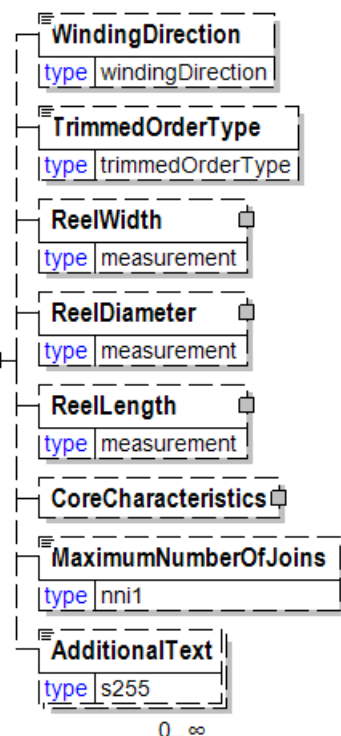 WindingDirection
type windingDirection
TrimmedOrderType
type trimmedOrderType
ReelWidth
type measurement
ReelDiameter
type measurement
ReelLength
type measurement
CoreCharacteristics
MaximumNumberOfJoins
type nni1
AdditionalText
type s255
0 ∞